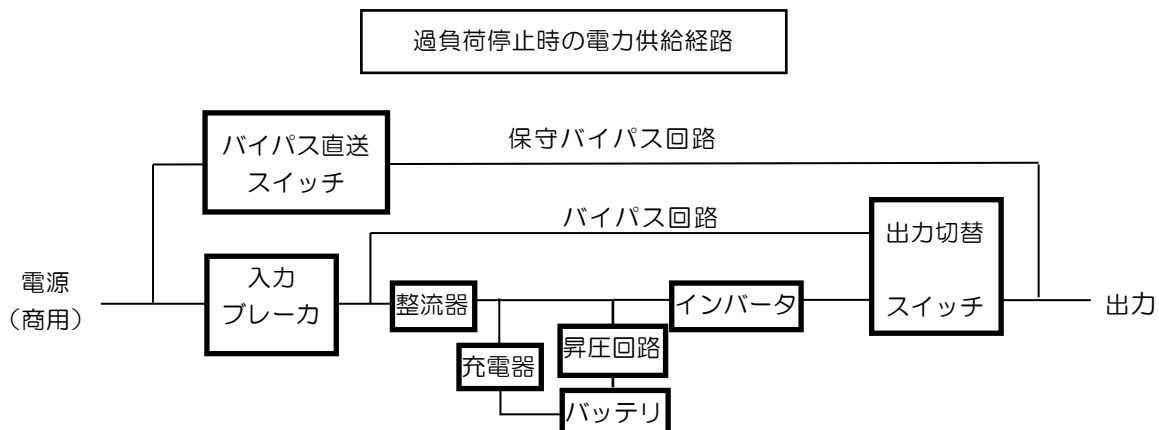 過負荷停止時の電力供給経路
バイパス直送
スイッチ
保守バイパス回路
バイパス回路
出力切替
スイッチ
電源
(商用)
入力
ブレーカ
整流器
インバータ
出力
充電器
昇圧回路
バッテリ